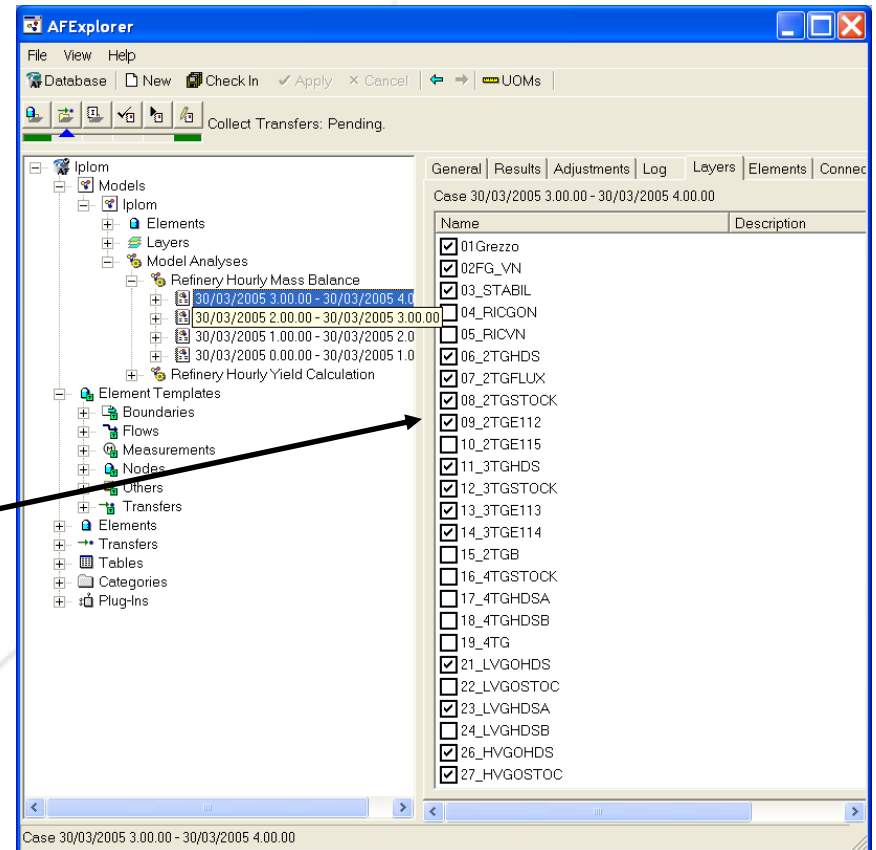 AFExplorer
File View Help
Database New Check In Apply Cancel UOMs
Collect Transfers: Pending.
Iplom
Models
Iplom
Elements
Layers
Model Analyses
Refinery Hourly Mass Balance
30/03/2005 3.00.00 - 30/03/2005 4.0
30/03/2005 2.00.00 - 30/03/2005 3.00.00
30/03/2005 1.00.00 - 30/03/2005 2.0
30/03/2005 0.00.00 - 30/03/2005 1.0
Refinery Hourly Yield Calculation
Element Templates
Boundaries
Flows
Measurements
Nodes
Others
Transfers
Elements
Transfers
Tables
Categories
Plug-Ins
General Results Adjustments Log Layers Elements Connec
Case 30/03/2005 3.00.00 - 30/03/2005 4.00.00
Name Description
01Grezzo
02FG_VN
03_STABIL
04_RICGON
05_RICVN
06_2TGHDS
07_2TGFLUX
08_2TGSTOCK
09_2TGE112
10_2TGE115
11_3TGHDS
12_3TGSTOCK
13_3TGE113
14_3TGE114
15_2TGB
16_4TGSTOCK
17_4TGHDSA
18_4TGHDSB
19_4TG
21_LVGOHDS
22_LVGOSTOC
23_LVGHDSA
24_LVGHDSB
26_HVGOHDS
27_HVGOSTOC
Case 30/03/2005 3.00.00 - 30/03/2005 4.00.00